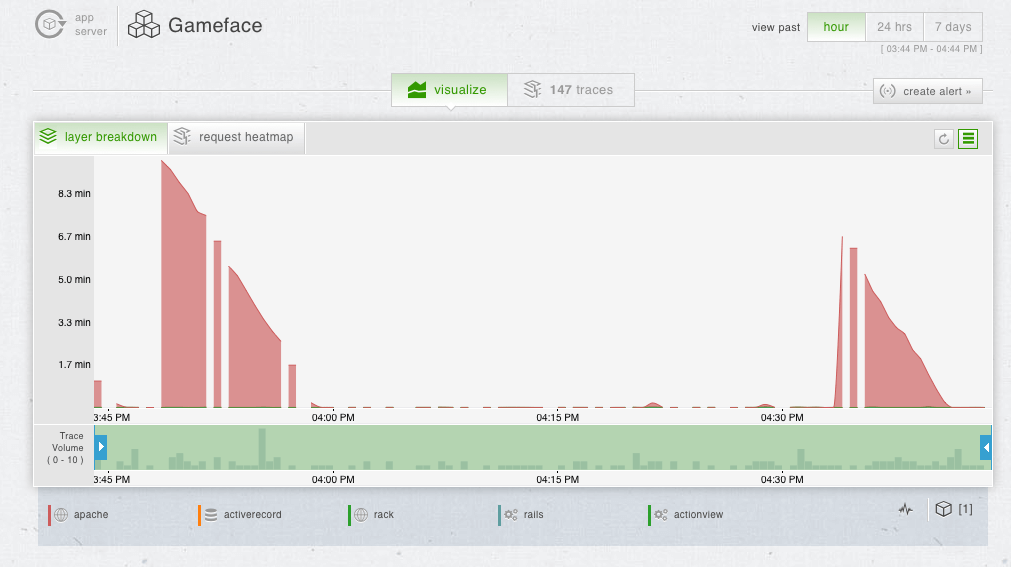 app
server
Gameface
view past
hour
24 hrs
7 days
[ 03:44 PM - 04:44 PM ]
visualize
147 traces
create alert »
layer breakdown
request heatmap
8.3 min
6.7 min
5.0 min
3.3 min
1.7 min
3:45 PM
04:00 PM
04:15 PM
04:30 PM
Trace
Volume
( 0 - 10 )
3:45 PM
04:00 PM
04:15 PM
04:30 PM
apache
activerecord
rack
rails
actionview
[1]